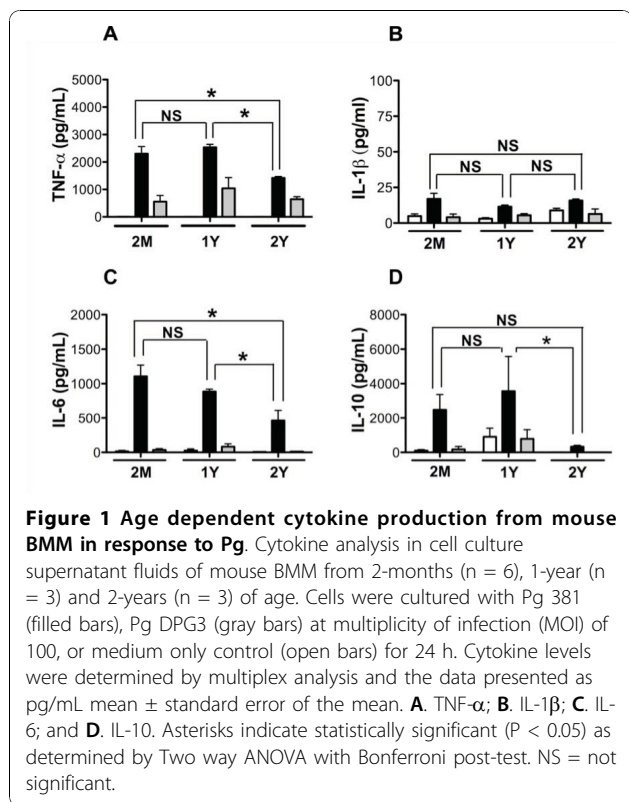 A
TNF-α (pg/mL)
5000
4000
3000
2000
1000
0
*
NS
*
2M 1Y 2Y
B
IL-1β (pg/ml)
100
75
50
25
0
NS
NS
NS
2M 1Y 2Y
C
IL-6 (pg/mL)
2000
1500
1000
500
0
*
NS
*
2M 1Y 2Y
D
IL-10 (pg/mL)
8000
6000
4000
2000
0
NS
NS
*
2M 1Y 2Y
Figure 1 Age dependent cytokine production from mouse
BMM in response to Pg. Cytokine analysis in cell culture
supernatant fluids of mouse BMM from 2-months (n = 6), 1-year (n
= 3) and 2-years (n = 3) of age. Cells were cultured with Pg 381
(filled bars), Pg DPG3 (gray bars) at multiplicity of infection (MOI) of
100, or medium only control (open bars) for 24 h. Cytokine levels
were determined by multiplex analysis and the data presented as
pg/mL mean ± standard error of the mean. A. TNF-α; B. IL-1β; C. IL-
6; and D. IL-10. Asterisks indicate statistically significant (P < 0.05) as
determined by Two way ANOVA with Bonferroni post-test. NS = not
significant.